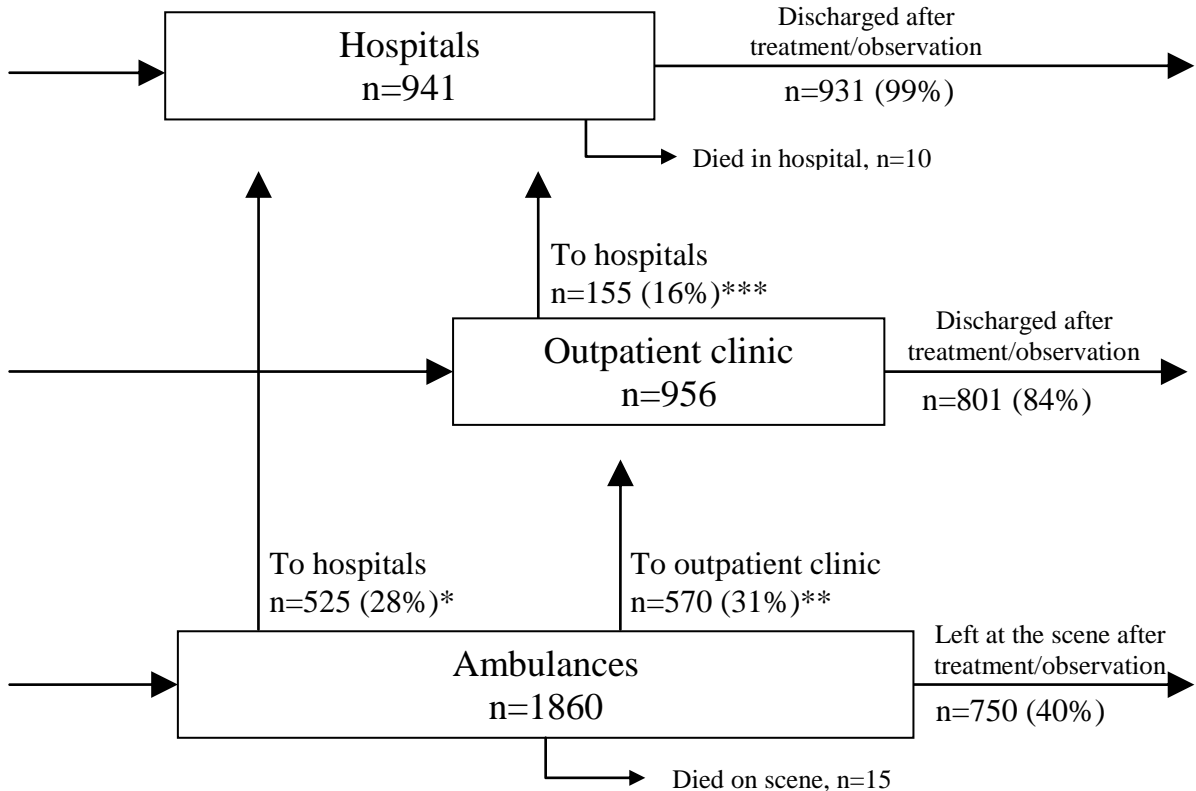 Hospitals
n=941
Discharged after
treatment/observation
n=931 (99%)
Died in hospital, n=10
To hospitals
n=155 (16%)***
Outpatient clinic
n=956
Discharged after
treatment/observation
n=801 (84%)
To hospitals
n=525 (28%)*
To outpatient clinic
n=570 (31%)**
Ambulances
n=1860
Left at the scene after
treatment/observation
n=750 (40%)
Died on scene, n=15